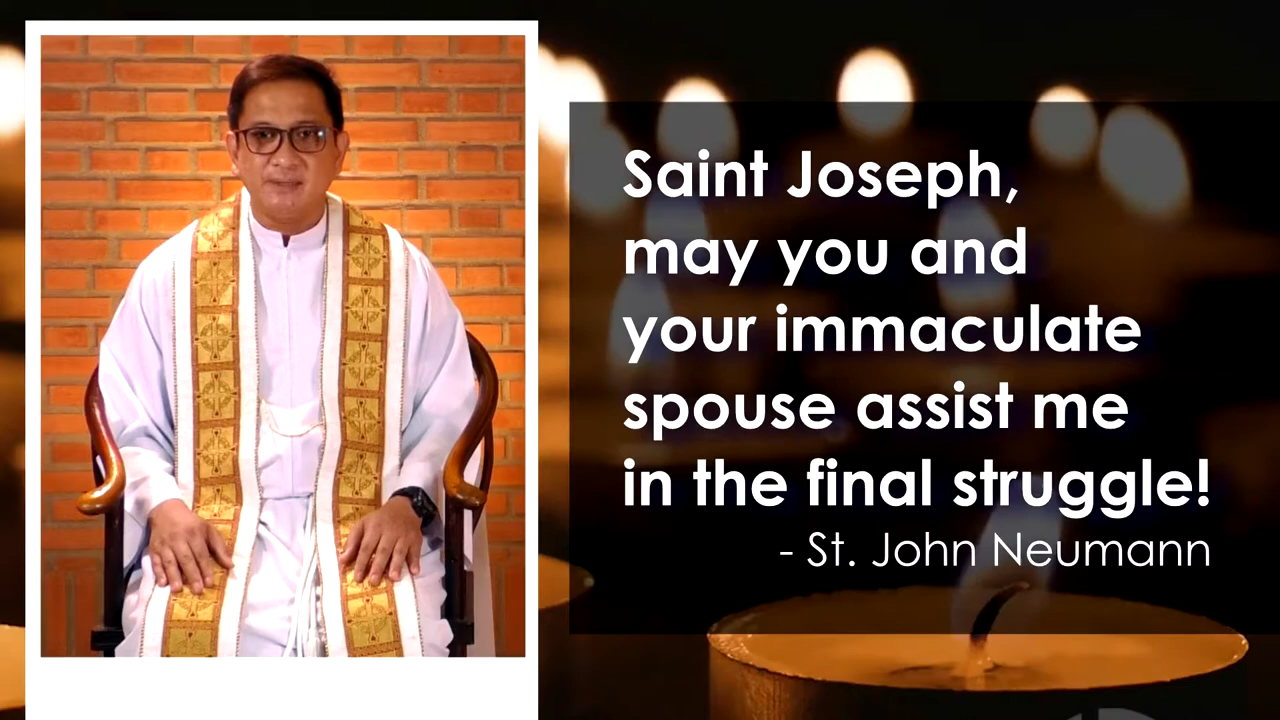 Saint Joseph,
may you and
your immaculate
spouse assist me
in the final struggle!
- St. John Neumann